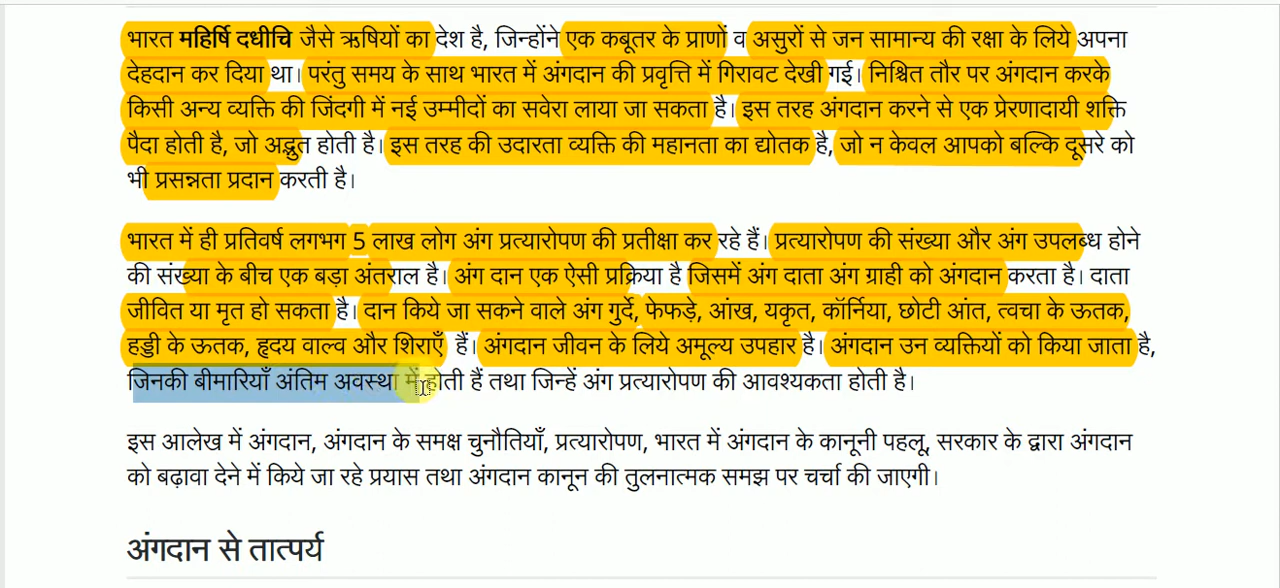 भारत महिर्षि दधीचि जैसे ऋषियों का देश है, जिन्होंने एक कबूतर के प्राणों व असुरों से जन सामान्य की रक्षा के लिये अपना
देहदान कर दिया था। परंतु समय के साथ भारत में अंगदान की प्रवृत्ति में गिरावट देखी गई। निश्चित तौर पर अंगदान करके
किसी अन्य व्यक्ति की जिंदगी में नई उम्मीदों का सवेरा लाया जा सकता है। इस तरह अंगदान करने से एक प्रेरणादायी शक्ति
पैदा होती है, जो अद्भुत होती है। इस तरह की उदारता व्यक्ति की महानता का द्योतक है, जो न केवल आपको बल्कि दूसरे को
भी प्रसन्नता प्रदान करती है।
भारत में ही प्रतिवर्ष लगभग 5 लाख लोग अंग प्रत्यारोपण की प्रतीक्षा कर रहे हैं। प्रत्यारोपण की संख्या और अंग उपलब्ध होने
की संख्या के बीच एक बड़ा अंतराल है। अंग दान एक ऐसी प्रक्रिया है जिसमें अंग दाता अंग ग्राही को अंगदान करता है। दाता
जीवित या मृत हो सकता है। दान किये जा सकने वाले अंग गुर्दे, फेफड़े, आंख, यकृत, कॉर्निया, छोटी आंत, त्वचा के ऊतक,
हड्डी के ऊतक, हृदय वाल्व और शिराएँ हैं। अंगदान जीवन के लिये अमूल्य उपहार है। अंगदान उन व्यक्तियों को किया जाता है,
जिनकी बीमारियाँ अंतिम अवस्था में होती हैं तथा जिन्हें अंग प्रत्यारोपण की आवश्यकता होती है।
इस आलेख में अंगदान, अंगदान के समक्ष चुनौतियाँ, प्रत्यारोपण, भारत में अंगदान के कानूनी पहलू, सरकार के द्वारा अंगदान
को बढ़ावा देने में किये जा रहे प्रयास तथा अंगदान कानून की तुलनात्मक समझ पर चर्चा की जाएगी।
अंगदान से तात्पर्य